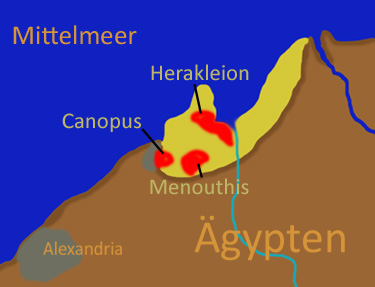 Mittelmeer
Herakleion
Canopus
Menouthis
Ägypten
Alexandria